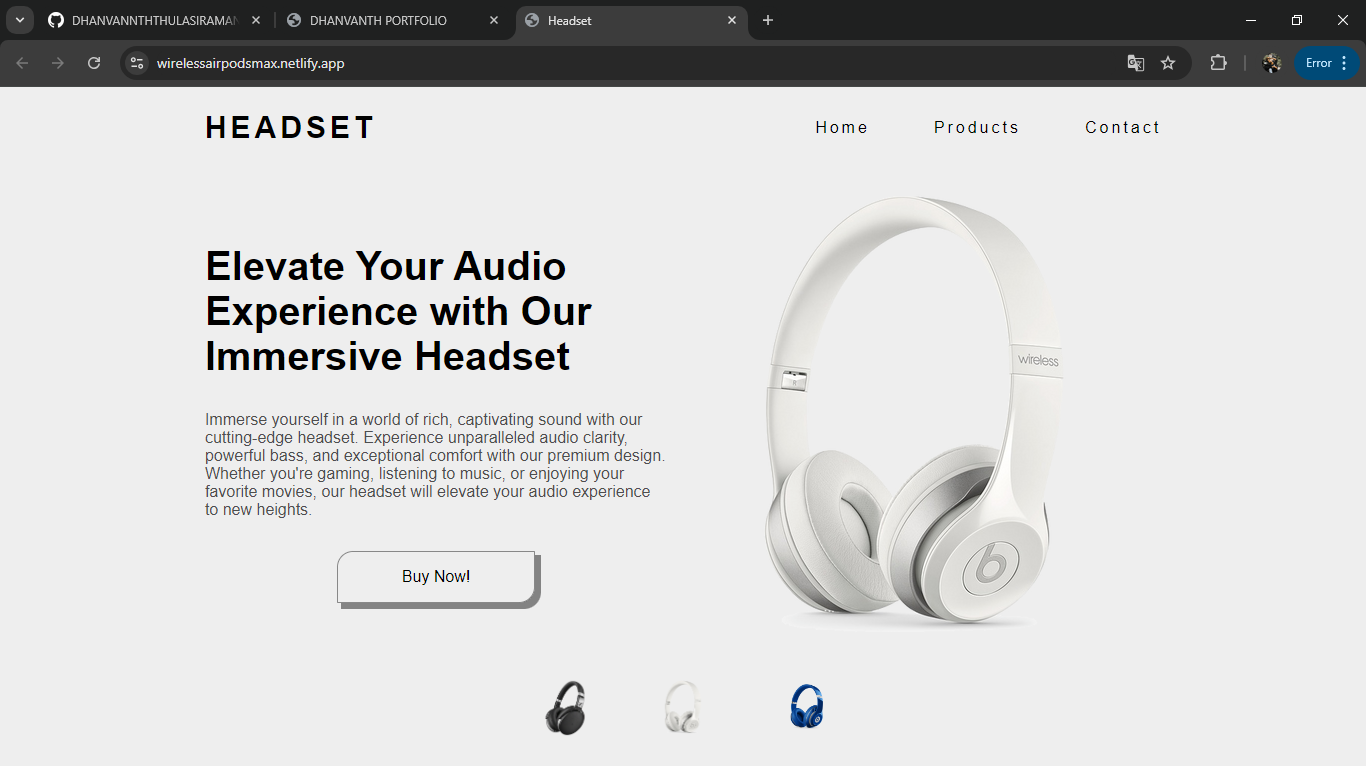 DHANVANNTHTHULASIRAMAN
DHANVANTH PORTFOLIO
Headset
wirelessairpodsmax.netlify.app
Error
HEADSET
Home
Products
Contact
Elevate Your Audio
Experience with Our
Immersive Headset
wireless
Immerse yourself in a world of rich, captivating sound with our
cutting-edge headset. Experience unparalleled audio clarity,
powerful bass, and exceptional comfort with our premium design.
Whether you're gaming, listening to music, or enjoying your
favorite movies, our headset will elevate your audio experience
to new heights.
b
Buy Now!